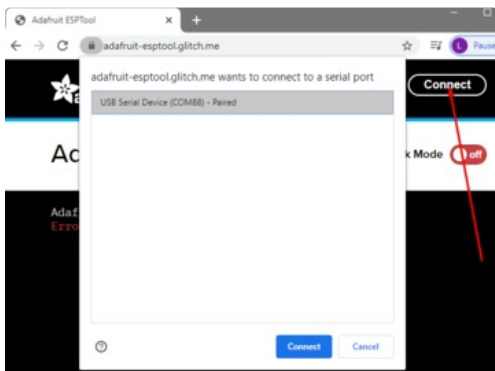 Adafruit ESPTool
adafruit-esptool.glitch.me
L Pause
adafruit-esptool.glitch.me wants to connect to a serial port
Connect
USB Serial Device (COM88) - Paired
Ad
k Mode off
Adaf
Erro
Connect Cancel